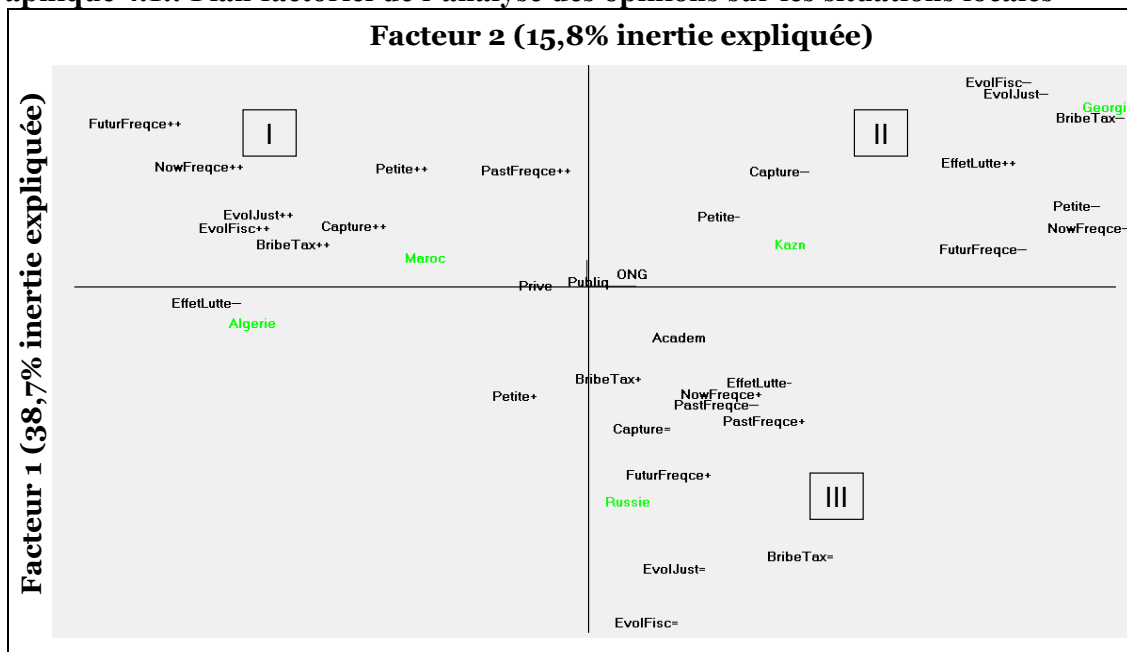 aphique 4.1.: Plan factoriel de l'analyse des opinions sur les situations locales
Facteur 2 (15,8% inertie expliquée)
Facteur 1 (38,7% inertie expliquée)
EvolFisc—
EvolJust—
Georgi
BribeTax—
FuturFreqce++
I
II
NowFreqce++
Petite++
PastFreqce++
Capture—
EffetLutte++
EvolJust++
EvolFisc++
Capture++
BribeTax++
Petite-
Petite—
NowFreqce—
Maroc
Kazn
FuturFreqce—
Prive
Publiq
ONG
EffetLutte—
Algerie
Academ
BribeTax+
EffetLutte-
Petite+
NowFreqce+
PastFreqce—
PastFreqce+
Capture=
FuturFreqce+
Russie
III
BribeTax=
EvolJust=
EvolFisc=